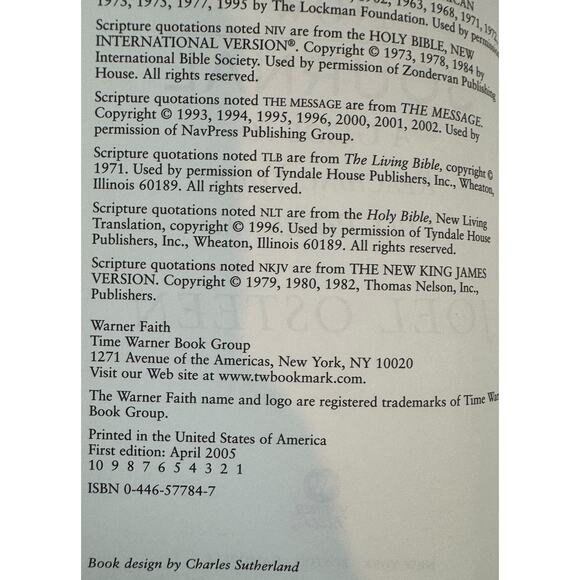 1963, 1968, 1971, 1972,
1973, 1975, 1977, 1995 by The Lockman Foundation. Used by permission.
Scripture quotations noted NIV are from the HOLY BIBLE, NEW
INTERNATIONAL VERSION®. Copyright © 1973, 1978, 1984 by
International Bible Society. Used by permission of Zondervan Publishing
House. All rights reserved.
Scripture quotations noted THE MESSAGE are from THE MESSAGE.
Copyright © 1993, 1994, 1995, 1996, 2000, 2001, 2002. Used by
permission of NavPress Publishing Group.
Scripture quotations noted TLB are from The Living Bible, copyright ©
1971. Used by permission of Tyndale House Publishers, Inc., Wheaton,
Illinois 60189. All rights reserved.
Scripture quotations noted NLT are from the Holy Bible, New Living
Translation, copyright © 1996. Used by permission of Tyndale House
Publishers, Inc., Wheaton, Illinois 60189. All rights reserved.
Scripture quotations noted NKJV are from THE NEW KING JAMES
VERSION. Copyright © 1979, 1980, 1982, Thomas Nelson, Inc.,
Publishers.
Warner Faith
Time Warner Book Group
1271 Avenue of the Americas, New York, NY 10020
Visit our Web site at www.twbookmark.com.
The Warner Faith name and logo are registered trademarks of Time War
Book Group.
Printed in the United States of America
First edition: April 2005
10 9 8 7 6 5 4 3 2 1
ISBN 0-446-57784-7
Book design by Charles Sutherland
JOEL OSTEEN